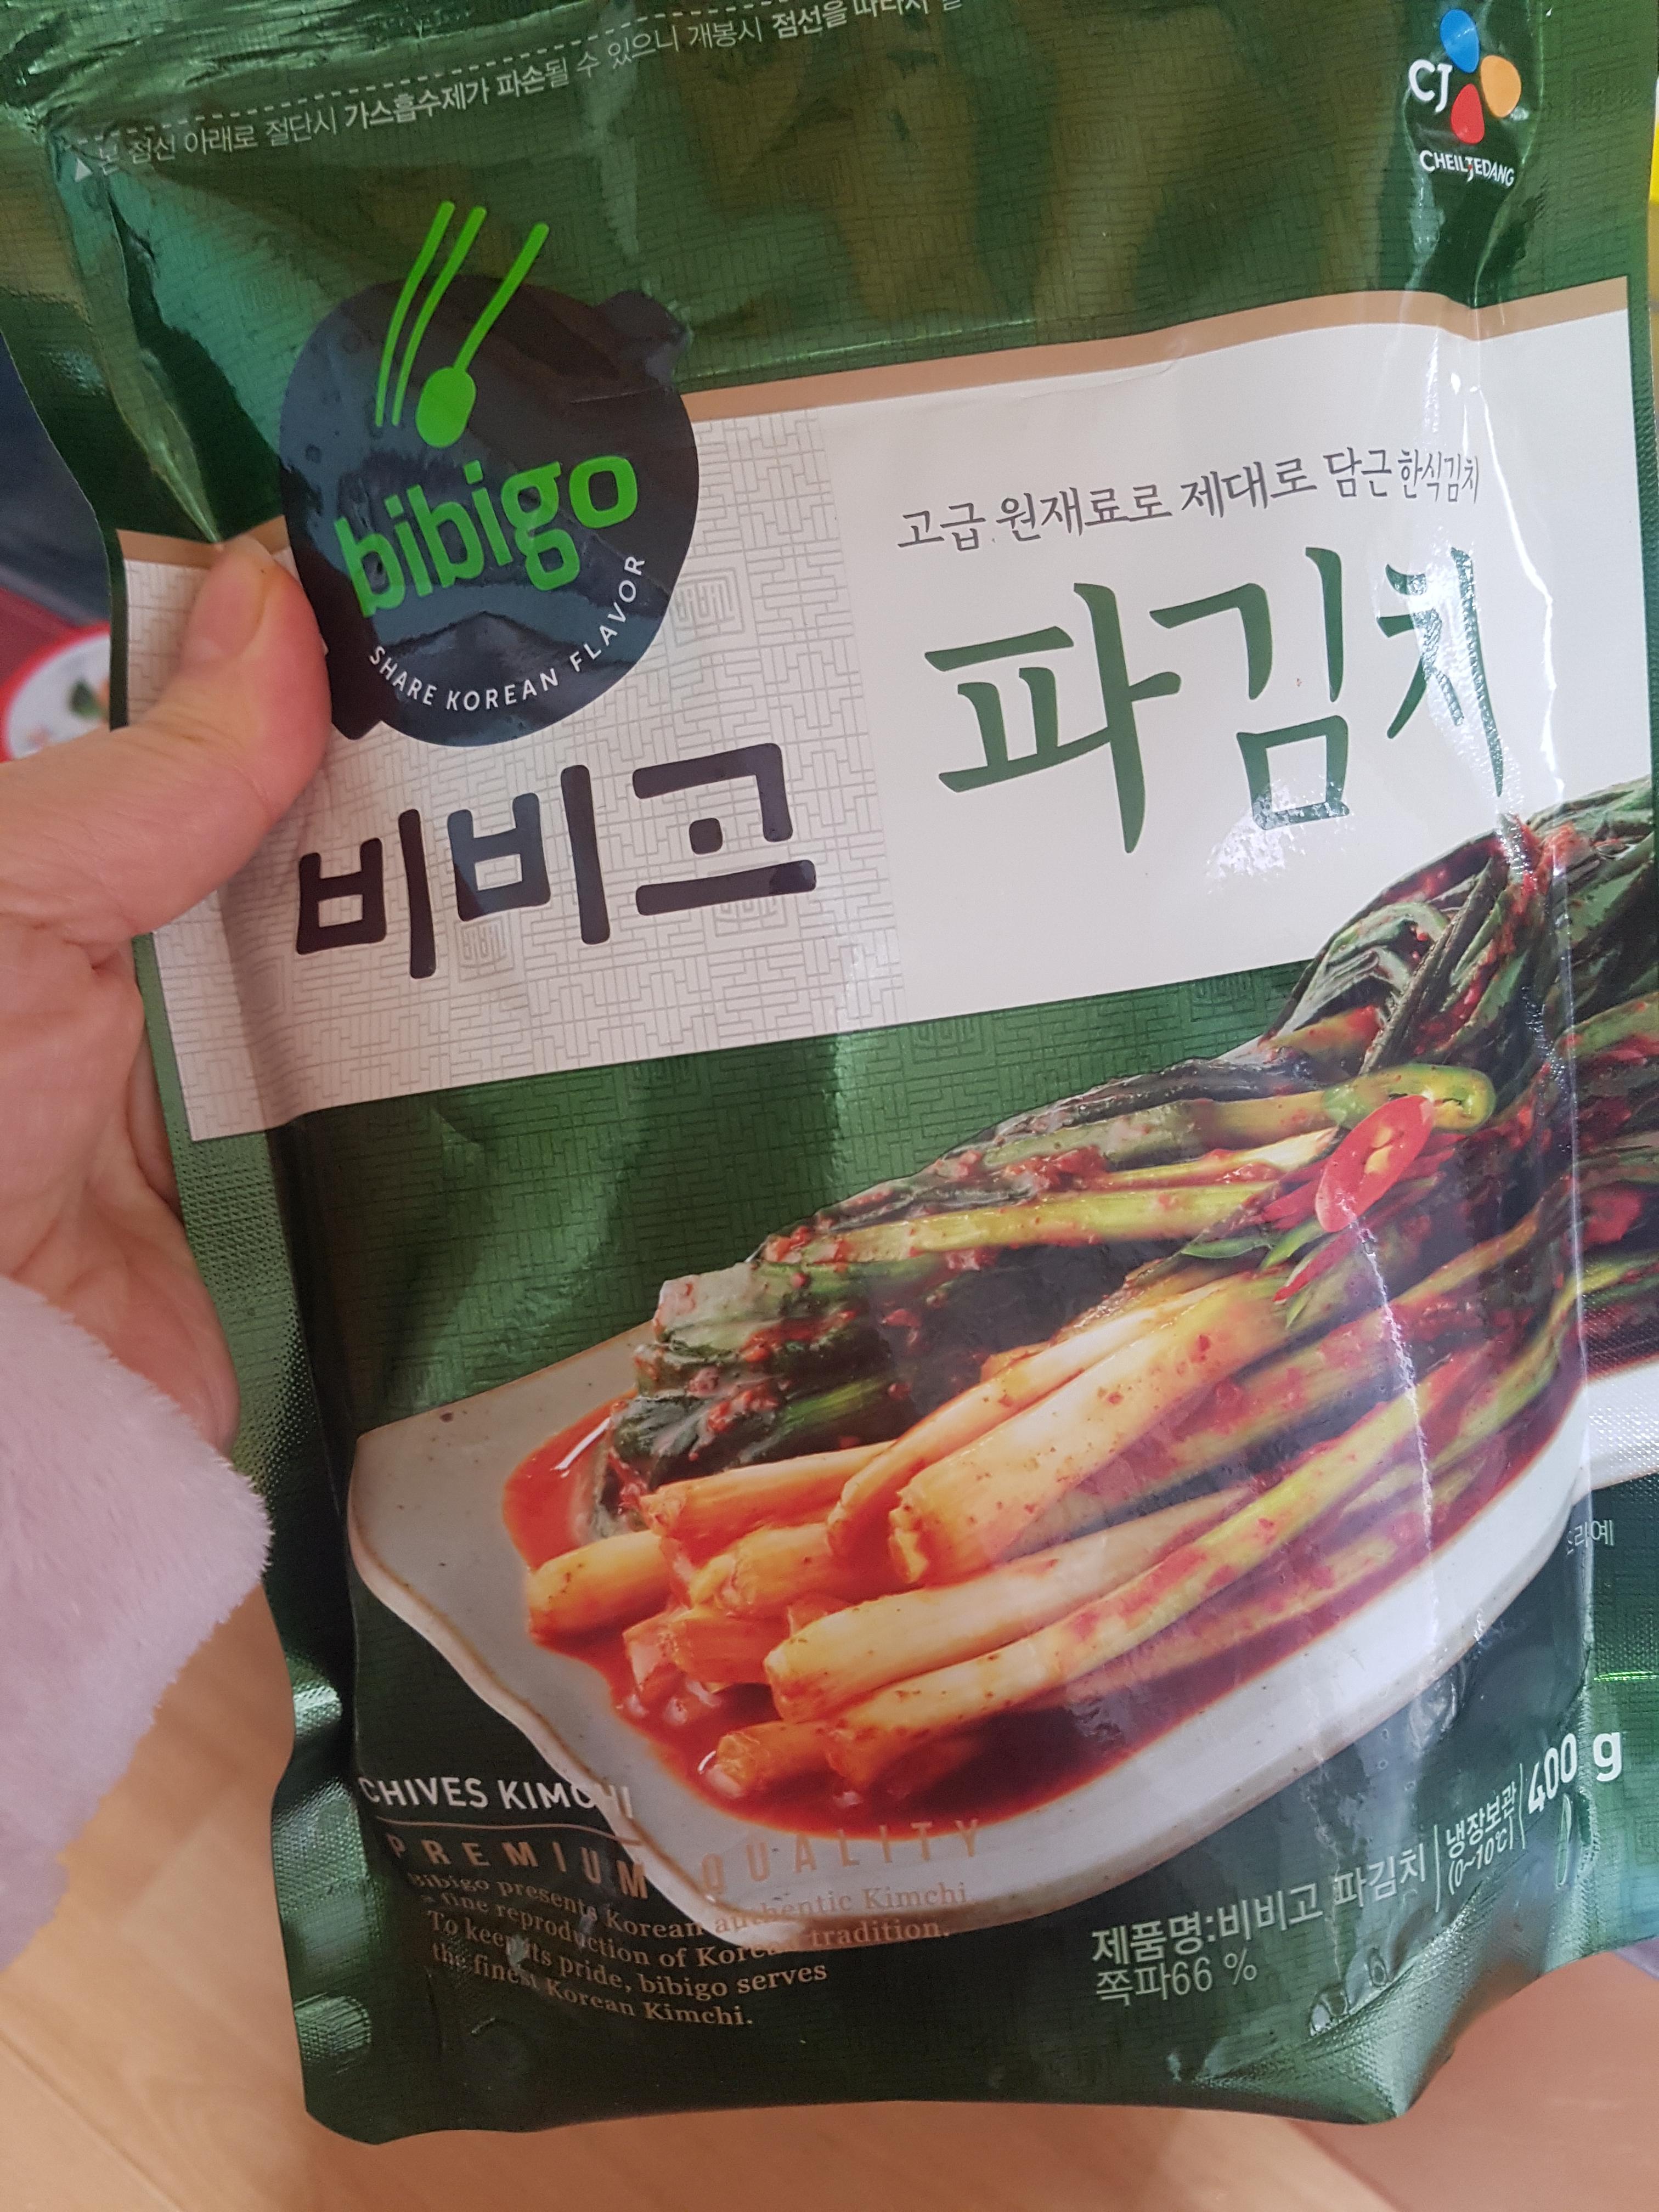 ▲ 본 점선 아래로 절단시 가스흡수제가 파손될 수 있으니 개봉시 점선을 따라서
CJ
CHEILJEDANG
bibigo
SHARE KOREAN FLAVOR
비비고
고급 원재료로 제대로 담근 한식김치
파김치
CHIVES KIMCHI
PREMIUM QUALITY
Bibigo presents Korean authentic Kimchi,
a fine reproduction of Korean tradition.
To keep its pride, bibigo serves
the finest Korean Kimchi.
제품명:비비고 파김치
쪽파66 %
냉장보관
(0~10℃)
400 g